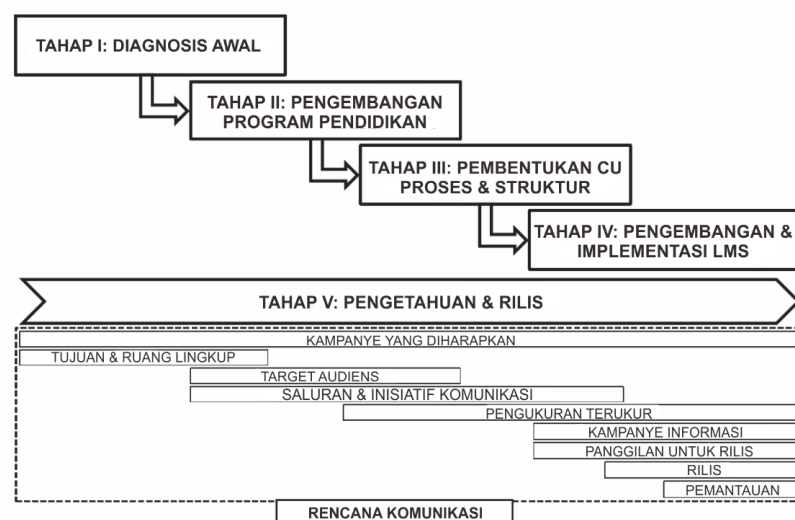 TAHAP I: DIAGNOSIS AWAL
TAHAP II: PENGEMBANGAN
PROGRAM PENDIDIKAN
TAHAP III: PEMBENTUKAN CU
PROSES & STRUKTUR
TAHAP IV: PENGEMBANGAN &
IMPLEMENTASI LMS
TAHAP V: PENGETAHUAN & RILIS
KAMPANYE YANG DIHARAPKAN
TUJUAN & RUANG LINGKUP
TARGET AUDIENS
SALURAN & INISIATIF KOMUNIKASI
PENGUKURAN TERUKUR
KAMPANYE INFORMASI
PANGGILAN UNTUK RILIS
RILIS
PEMANTAUAN
RENCANA KOMUNIKASI